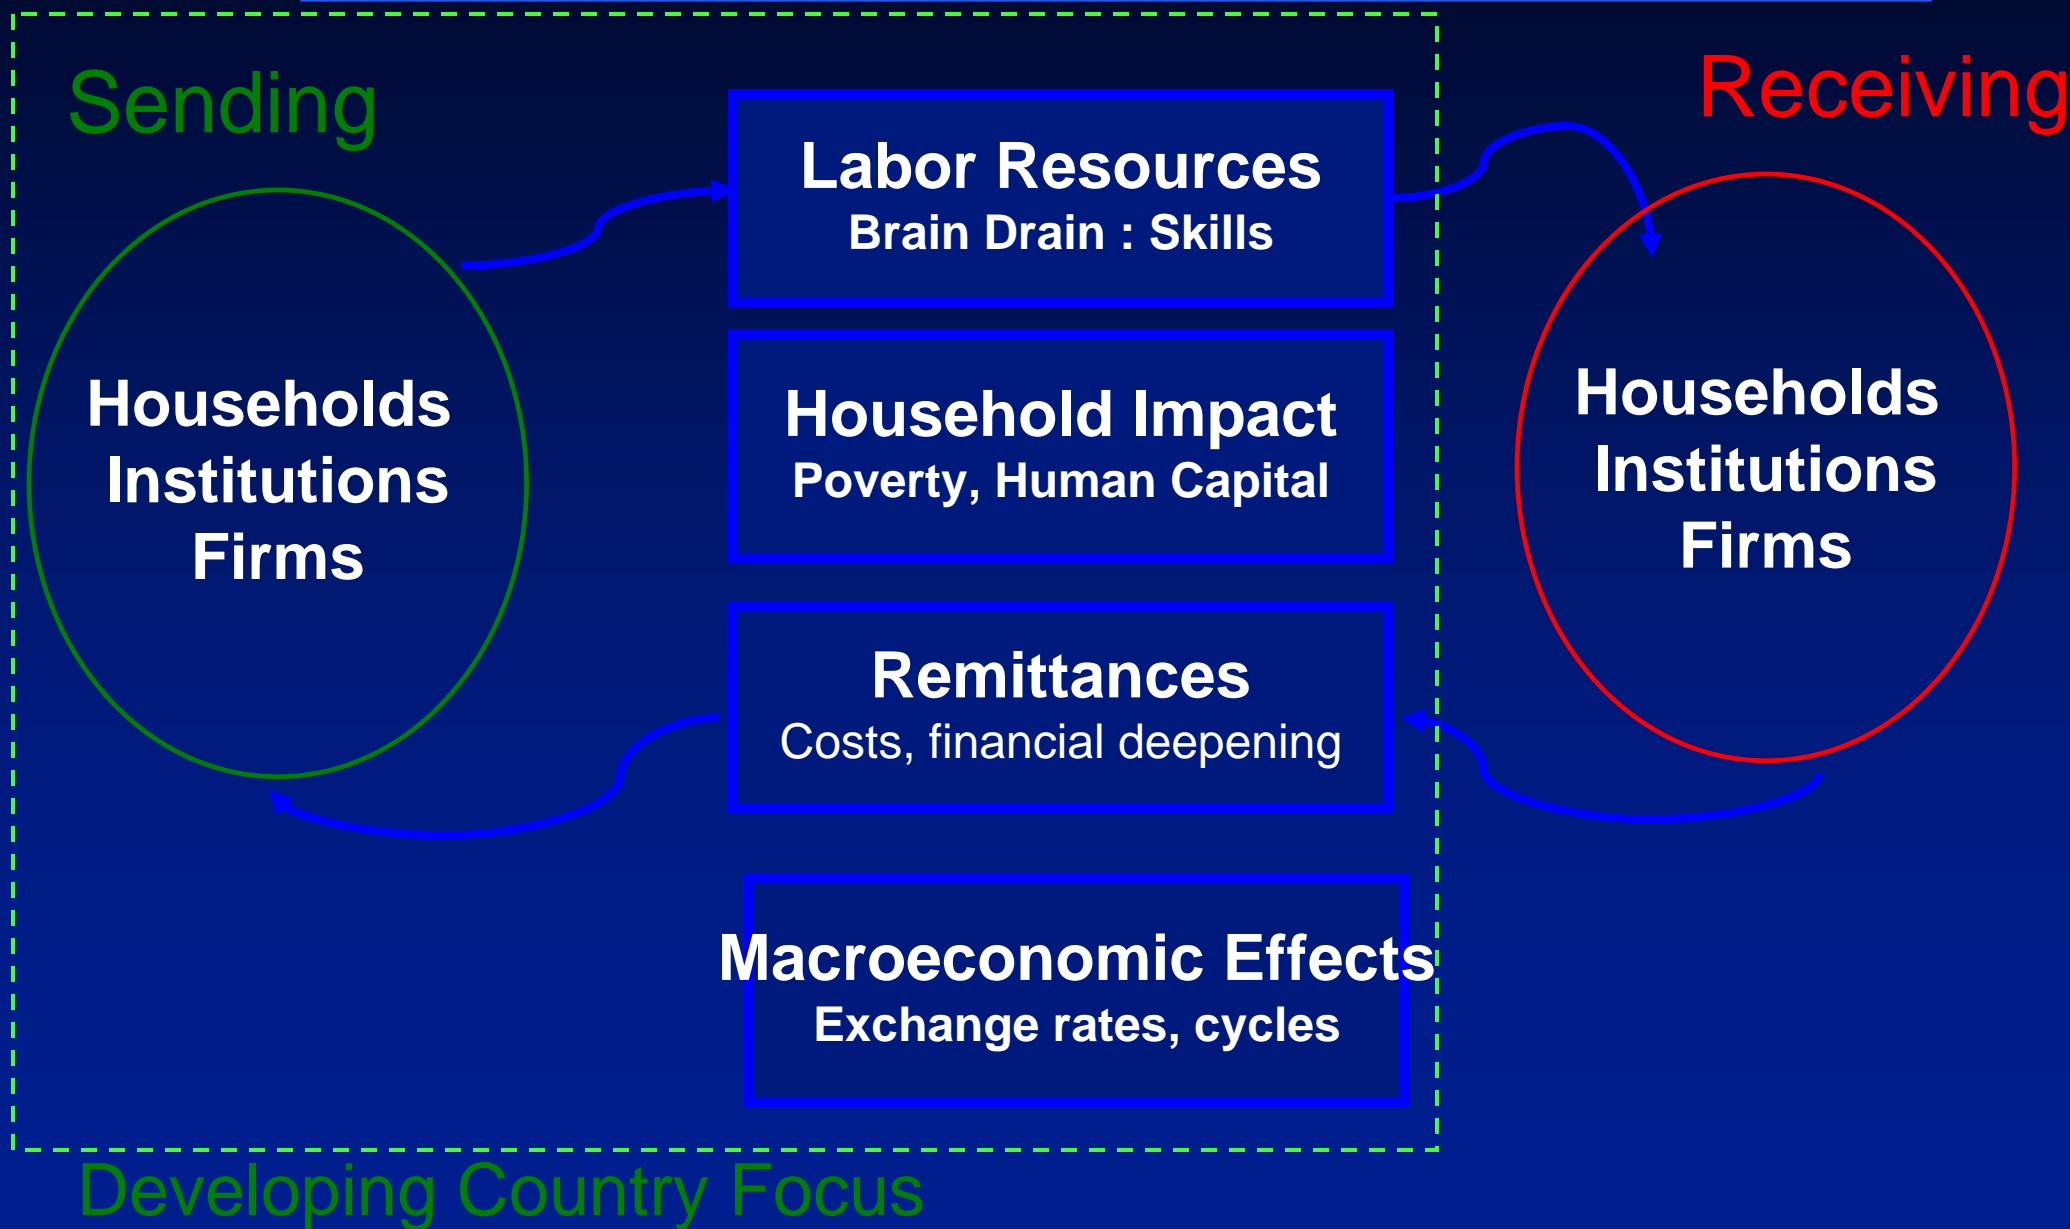 Sending
Receiving
Labor Resources
Brain Drain : Skills
Households
Institutions
Firms
Household Impact
Poverty, Human Capital
Households
Institutions
Firms
Remittances
Costs, financial deepening
Macroeconomic Effects
Exchange rates, cycles
Developing Country Focus